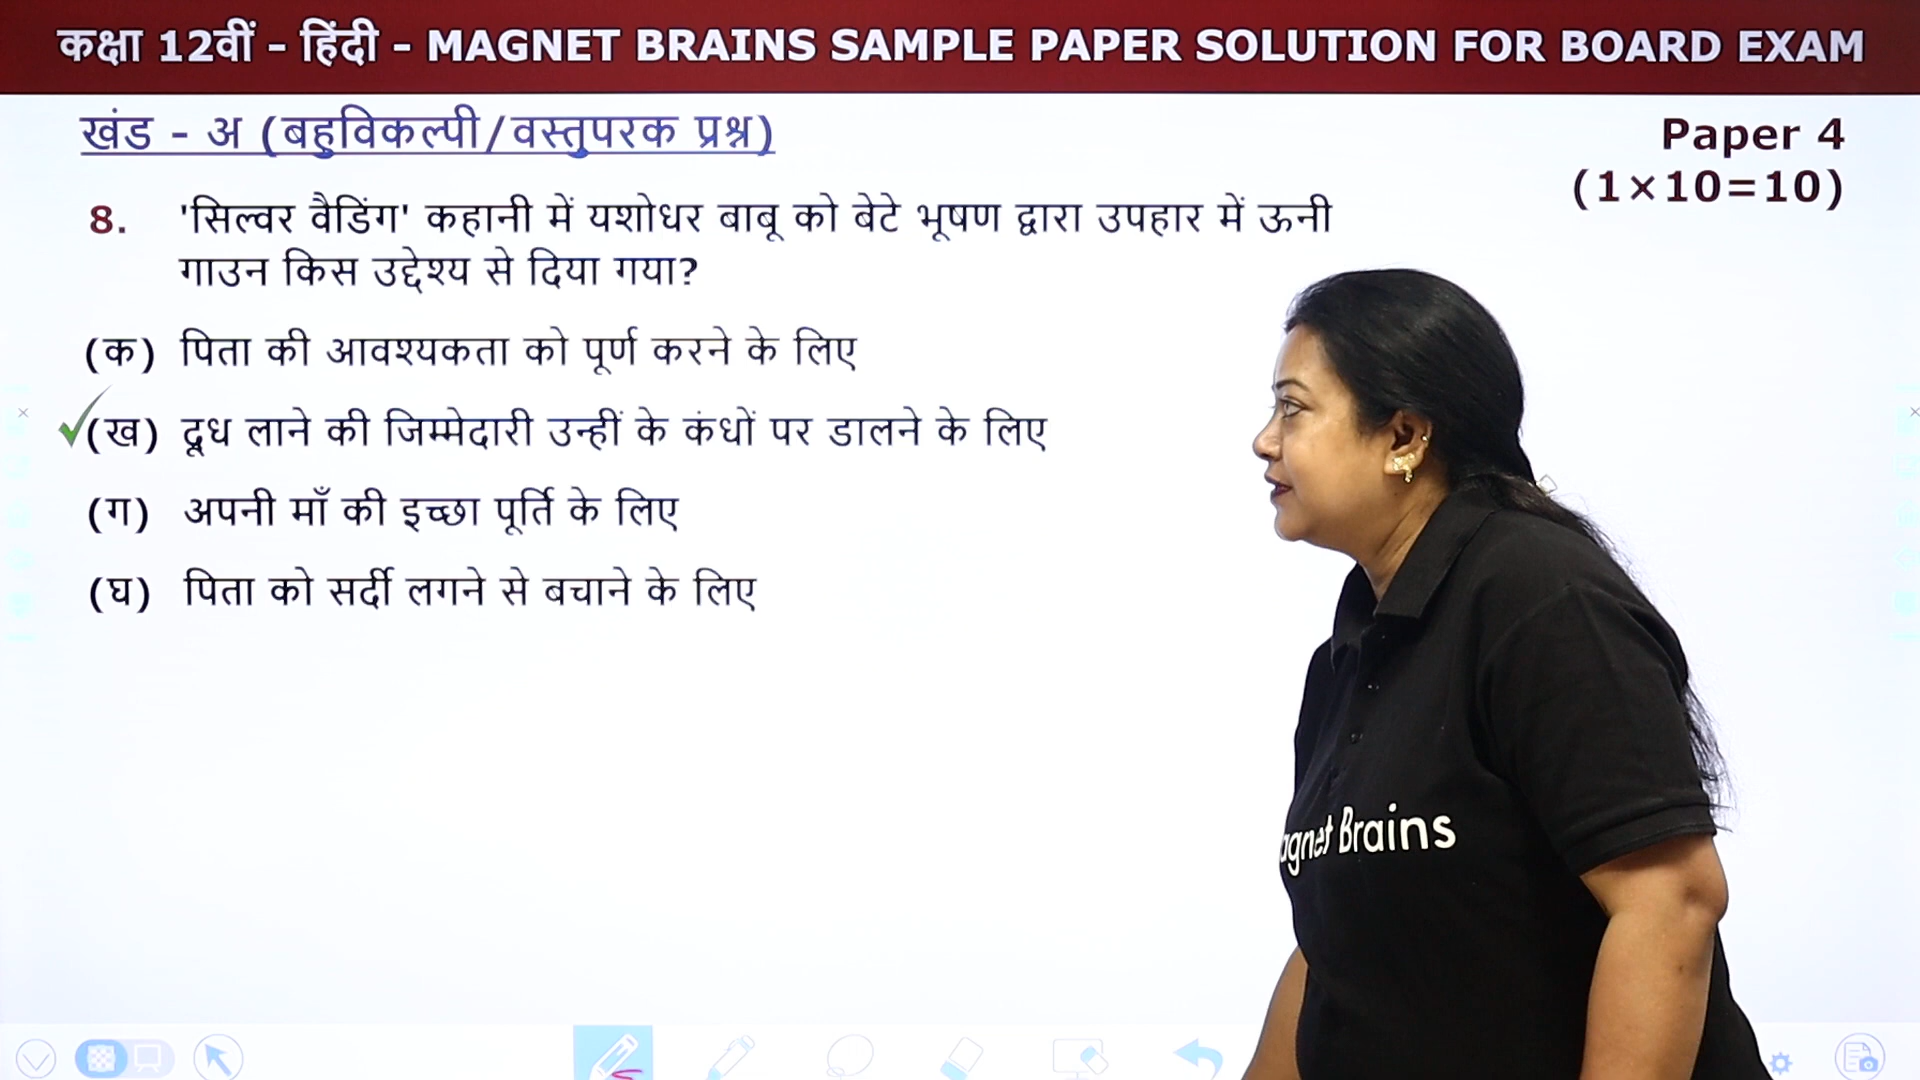 कक्षा 12वीं - हिंदी - MAGNET BRAINS SAMPLE PAPER SOLUTION FOR BOARD EXAM
खंड - अ (बहुविकल्पी/वस्तुपरक प्रश्न)
Paper 4
(1×10=10)
8. 'सिल्वर वैडिंग' कहानी में यशोधर बाबू को बेटे भूषण द्वारा उपहार में ऊनी
गाउन किस उद्देश्य से दिया गया?
(क) पिता की आवश्यकता को पूर्ण करने के लिए
(ख) दूध लाने की जिम्मेदारी उन्हीं के कंधों पर डालने के लिए
(ग) अपनी माँ की इच्छा पूर्ति के लिए
(घ) पिता को सर्दी लगने से बचाने के लिए
agnet Brains